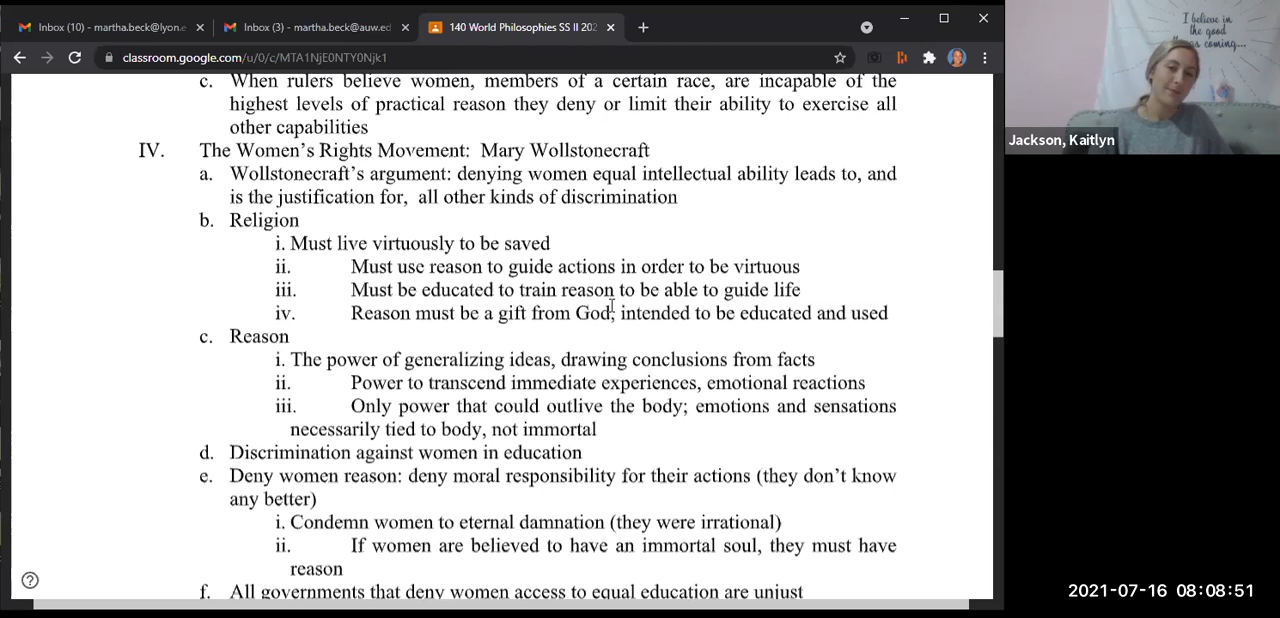 Inbox (10) - martha.beck@lyon.e
Inbox (3) - martha.beck@auw.ed
140 World Philosophies SS II 202
classroom.google.com/u/0/c/MTA1NjE0NTY0Njk1
I believe in
the good
coming...
Jackson, Kaitlyn
c. When rulers believe women, members of a certain race, are incapable of the
highest levels of practical reason they deny or limit their ability to exercise all
other capabilities
IV. The Women's Rights Movement: Mary Wollstonecraft
a. Wollstonecraft's argument: denying women equal intellectual ability leads to, and
is the justification for, all other kinds of discrimination
b. Religion
i. Must live virtuously to be saved
ii. Must use reason to guide actions in order to be virtuous
iii. Must be educated to train reason to be able to guide life
iv. Reason must be a gift from God; intended to be educated and used
c. Reason
i. The power of generalizing ideas, drawing conclusions from facts
ii. Power to transcend immediate experiences, emotional reactions
iii. Only power that could outlive the body; emotions and sensations
necessarily tied to body, not immortal
d. Discrimination against women in education
e. Deny women reason: deny moral responsibility for their actions (they don't know
any better)
i. Condemn women to eternal damnation (they were irrational)
ii. If women are believed to have an immortal soul, they must have
reason
f. All governments that deny women access to equal education are unjust
2021-07-16 08:08:51